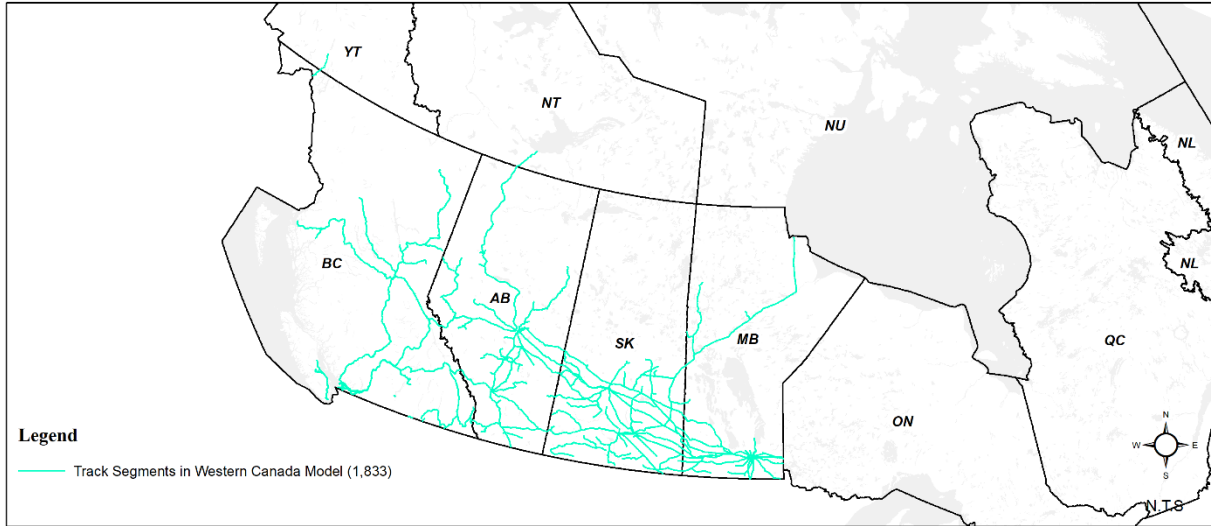 YT
NT
NU
NL
NL
BC
AB
SK
MB
QC
ON
Legend
Track Segments in Western Canada Model (1,833)
N
W
E
S
N.T.S